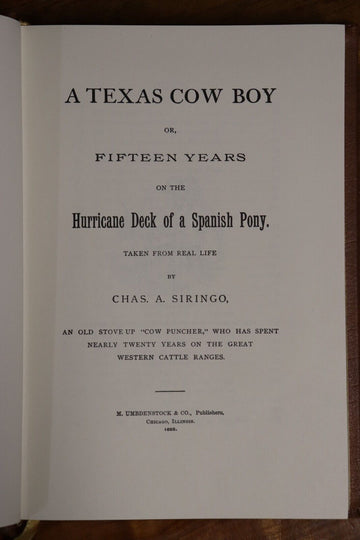 A TEXAS COW BOY
OR,
FIFTEEN YEARS
ON THE
Hurricane Deck of a Spanish Pony.
TAKEN FROM REAL LIFE
BY
CHAS. A. SIRINGO,
AN OLD STOVE UP "COW PUNCHER," WHO HAS SPENT
NEARLY TWENTY YEARS ON THE GREAT
WESTERN CATTLE RANGES.
M. UMBDENSTOCK & CO., Publishers,
CHICAGO, ILLINOIS.